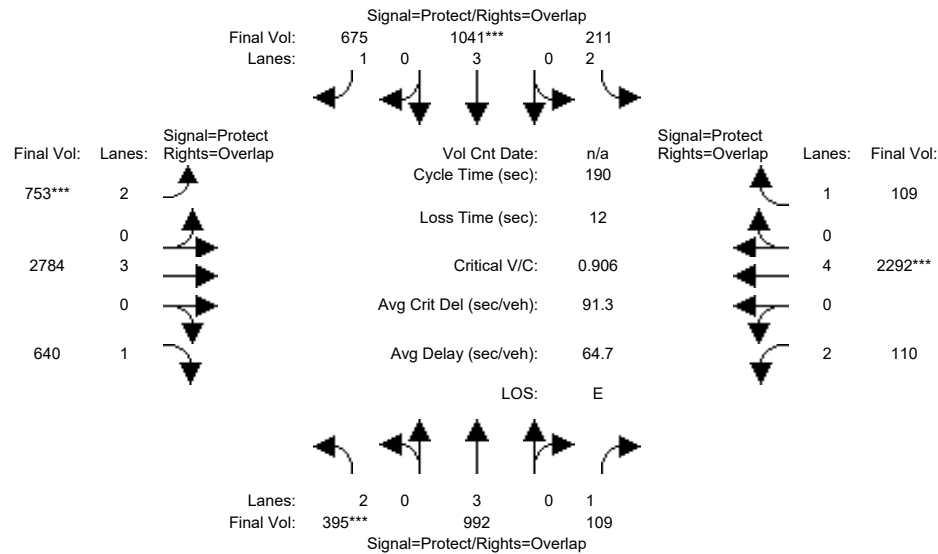 Signal=Protect/Rights=Overlap
Final Vol: 675 1041*** 211
Lanes: 1 0 3 0 2
Signal=Protect Signal=Protect
Final Vol: Lanes: Rights=Overlap Vol Cnt Date: n/a Rights=Overlap Lanes: Final Vol:
Cycle Time (sec): 190
753*** 2 1 109
Loss Time (sec): 12
0 0
2784 3 Critical V/C: 0.906 4 2292***
0 Avg Crit Del (sec/veh): 91.3 0
640 1 Avg Delay (sec/veh): 64.7 2 110
LOS: E
Lanes: 2 0 3 0 1
Final Vol: 395*** 992 109
Signal=Protect/Rights=Overlap